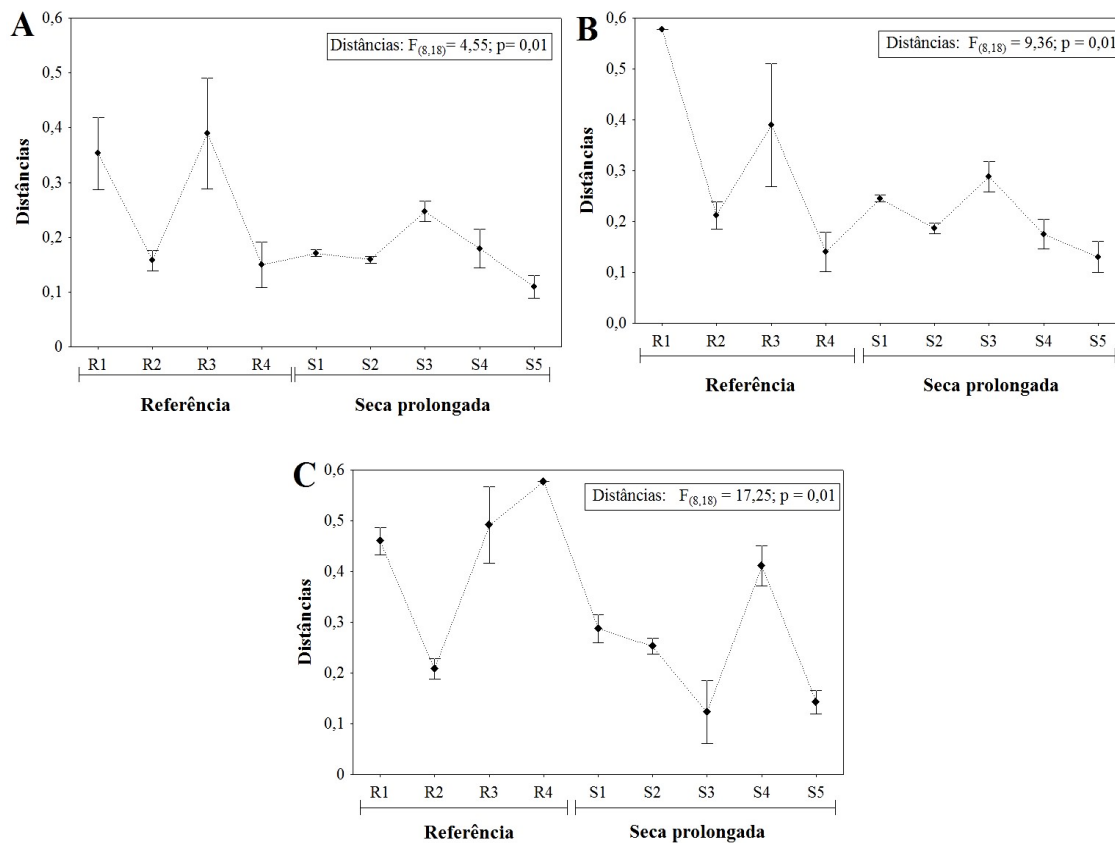 A
Distâncias: F(8,18)= 4,55; p= 0,01
Distâncias
0,6
0,5
0,4
0,3
0,2
0,1
0
R1 R2 R3 R4 S1 S2 S3 S4 S5
Referência Seca prolongada
B
Distâncias: F(8,18) = 9,36; p = 0,01
Distâncias
0,6
0,5
0,4
0,3
0,2
0,1
0,0
R1 R2 R3 R4 S1 S2 S3 S4 S5
Referência Seca prolongada
C
Distâncias: F(8,18) = 17,25; p = 0,01
Distâncias
0,6
0,5
0,4
0,3
0,2
0,1
0
R1 R2 R3 R4 S1 S2 S3 S4 S5
Referência Seca prolongada